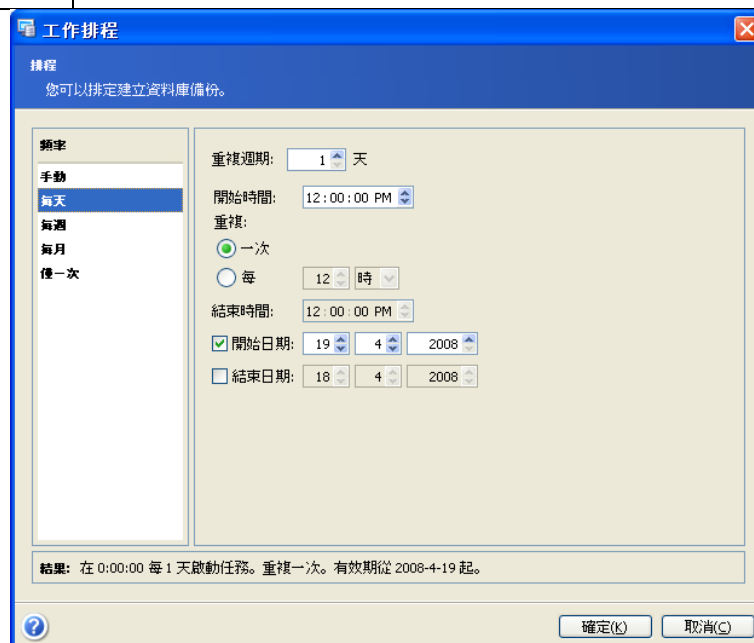 工作排程
排程
您可以排定建立資料庫備份。
頻率
手動
每天
每週
每月
僅一次
重複週期: 1 天
開始時間: 12:00:00 PM
重複:
一次
每 12 時
結束時間: 12:00:00 PM
開始日期: 19 4 2008
結束日期: 18 4 2008
結果: 在 0:00:00 每 1 天啟動任務。重複一次。有效期從 2008-4-19 起。
確定(K) 取消(C)